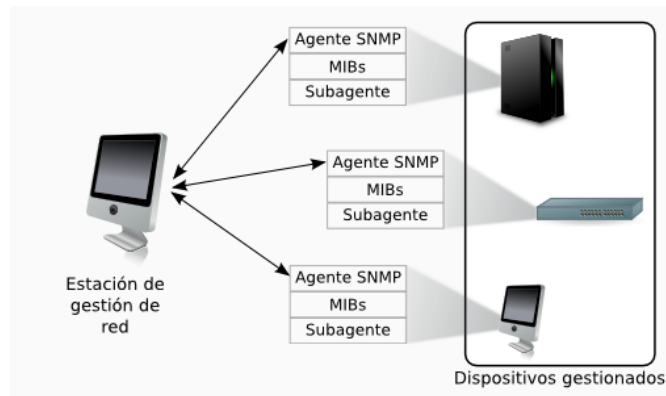 Agente SNMP
MIBs
Subagente
Agente SNMP
MIBs
Subagente
Estación de
gestión de
red
Agente SNMP
MIBs
Subagente
Dispositivos gestionados